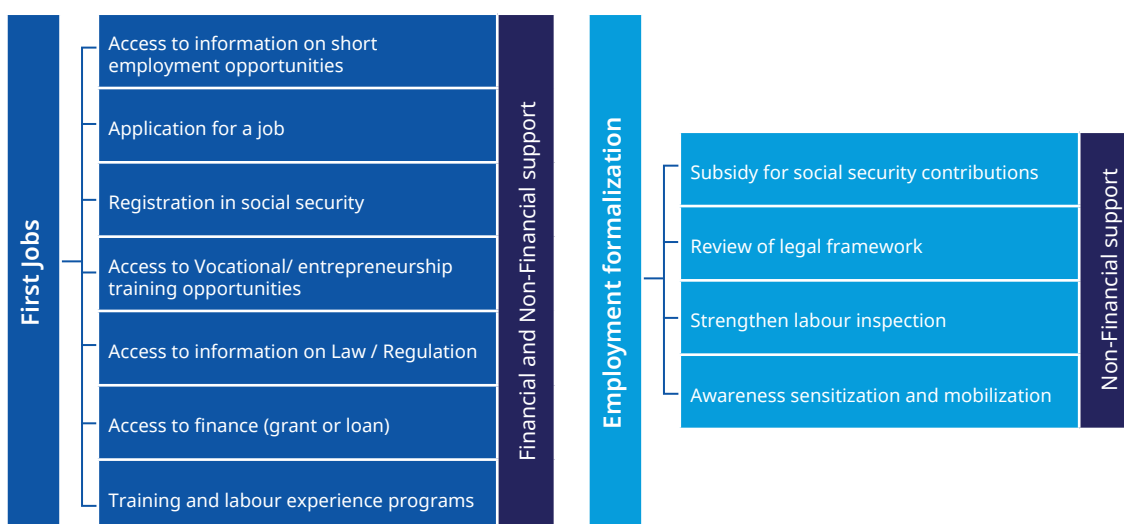 First Jobs
Access to information on short
employment opportunities
Application for a job
Registration in social security
Access to Vocational/ entrepreneurship
training opportunities
Access to information on Law / Regulation
Access to finance (grant or loan)
Training and labour experience programs
Financial and Non-Financial support
Employment formalization
Subsidy for social security contributions
Review of legal framework
Strengthen labour inspection
Awareness sensitization and mobilization
Non-Financial support